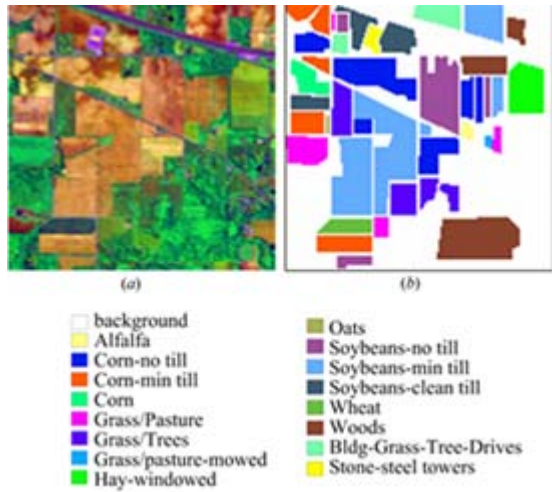 (a)
(b)
background
Alfalfa
Corn-no till
Corn-min till
Corn
Grass/Pasture
Grass/Trees
Grass/pasture-mowed
Hay-windowed
Oats
Soybeans-no till
Soybeans-min till
Soybeans-clean till
Wheat
Woods
Bldg-Grass-Tree-Drives
Stone-steel towers